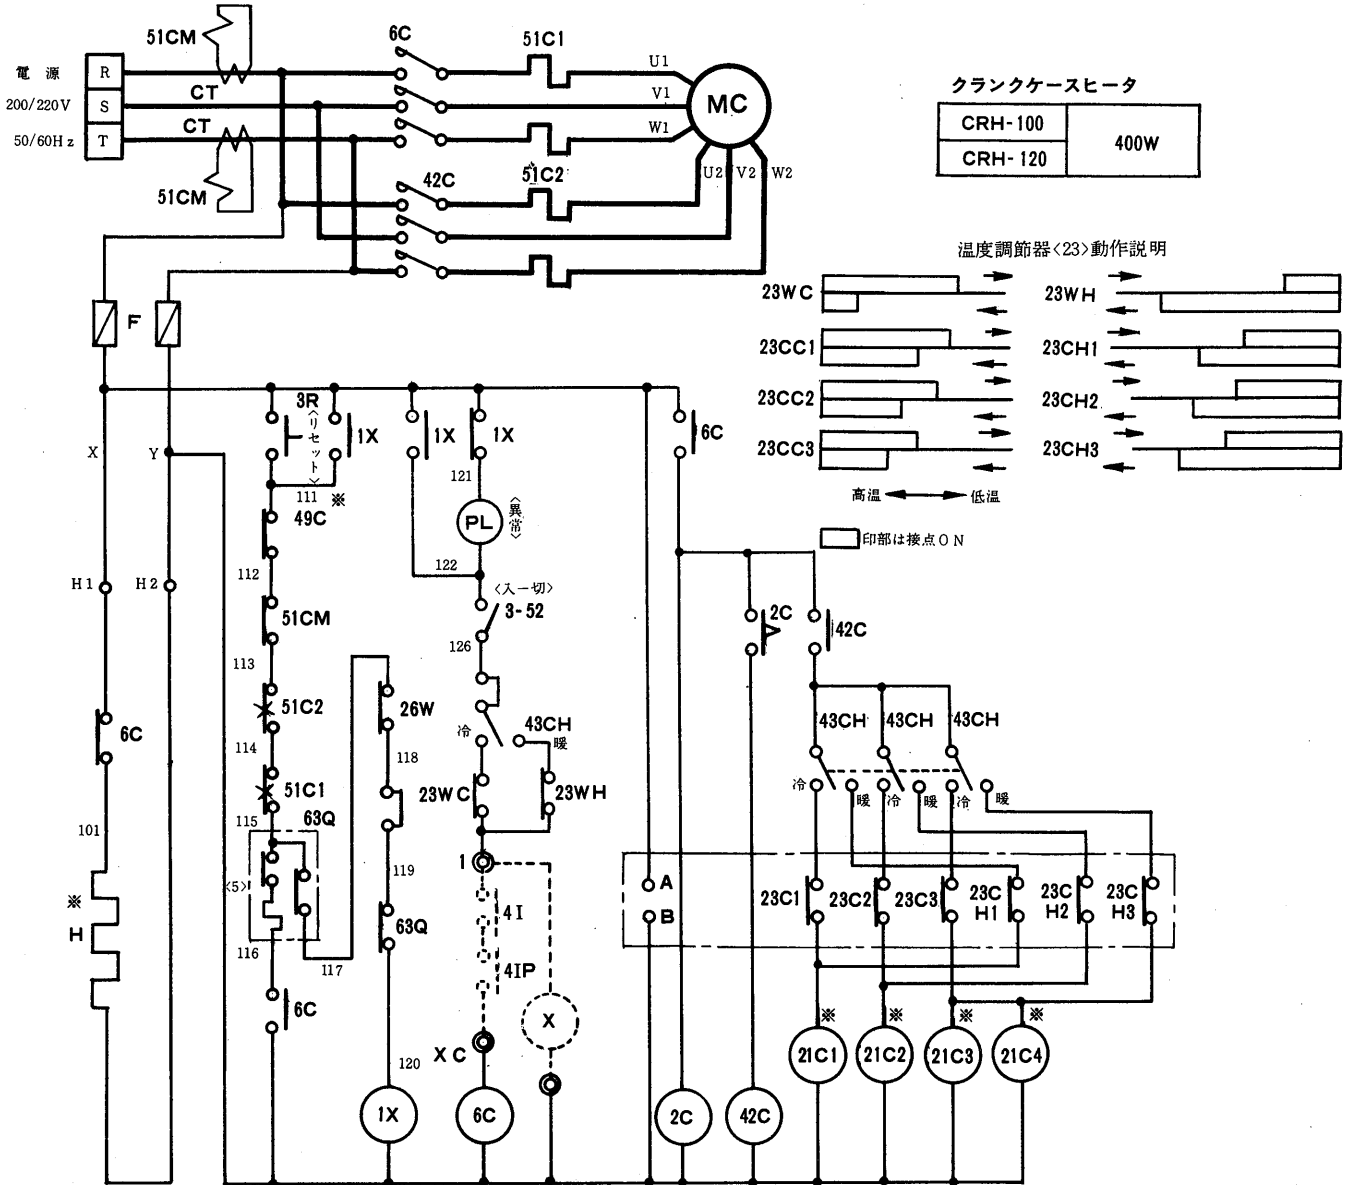 51CM
電源
200/220V
50/60Hz
R
S
T
CT
CT
51CM
6C
51C1
U1
V1
W1
MC
42C
51C2
U2
V2
W2
クランクケースヒータ
CRH-100
CRH-120
400W
温度調節器<23>動作説明
23WC
23WH
23CC1
23CH1
23CC2
23CH2
23CC3
23CH3
高温
低温
印部は接点ON
F
X
Y
3R
<リセット>
1X
1X
1X
6C
111
※
121
PL
<異常>
49C
112
122
H1
H2
<入-切>
3-52
51CM
126
113
2C
42C
51C2
26W
114
118
6C
冷
43CH
暖
43CH
43CH
43CH
51C1
23WC
23WH
冷
暖
冷
暖
冷
暖
115
63Q
101
119
1
A
B
<5>
※
H
63Q
4I
23C1
23C2
23C3
23CH1
23CH2
23CH3
116
117
4IP
6C
X
XC
※
※
※
※
120
21C1
21C2
21C3
21C4
1X
6C
2C
42C